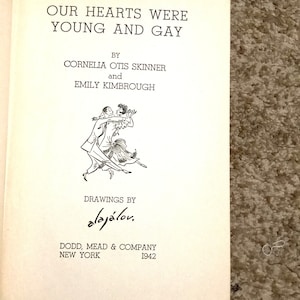 OUR HEARTS WERE
YOUNG AND GAY
BY
CORNELIA OTIS SKINNER
and
EMILY KIMBROUGH
DRAWINGS BY
alajálov.
DODD, MEAD & COMPANY
NEW YORK 1942